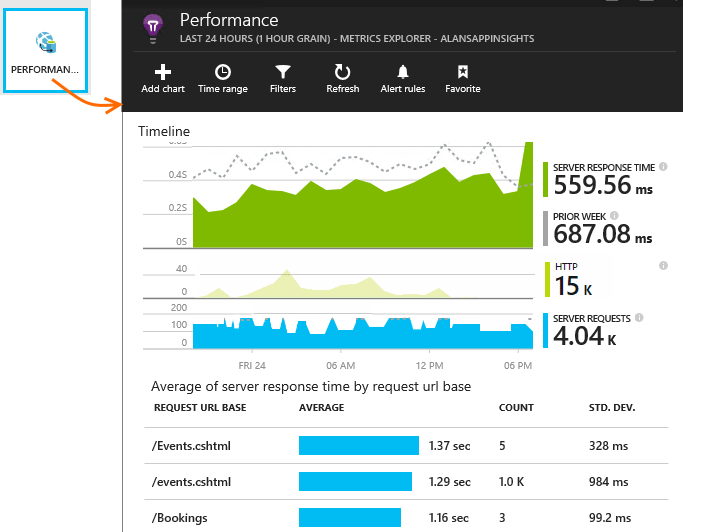 Performance
LAST 24 HOURS (1 HOUR GRAIN) - METRICS EXPLORER - ALANSAPPINSIGHTS
PERFORMAN...
Add chart Time range Filters Refresh Alert rules Favorite
Timeline
0.6S
0.4S
0.2S
0S
SERVER RESPONSE TIME
559.56 ms
PRIOR WEEK
687.08 ms
40
0
HTTP
15 K
200
100
0
SERVER REQUESTS
4.04 K
FRI 24 06 AM 12 PM 06 PM
Average of server response time by request url base
REQUEST URL BASE AVERAGE COUNT STD. DEV.
/Events.cshtml 1.37 sec 5 328 ms
/events.cshtml 1.29 sec 1.0 K 984 ms
/Bookings 1.16 sec 3 99.2 ms